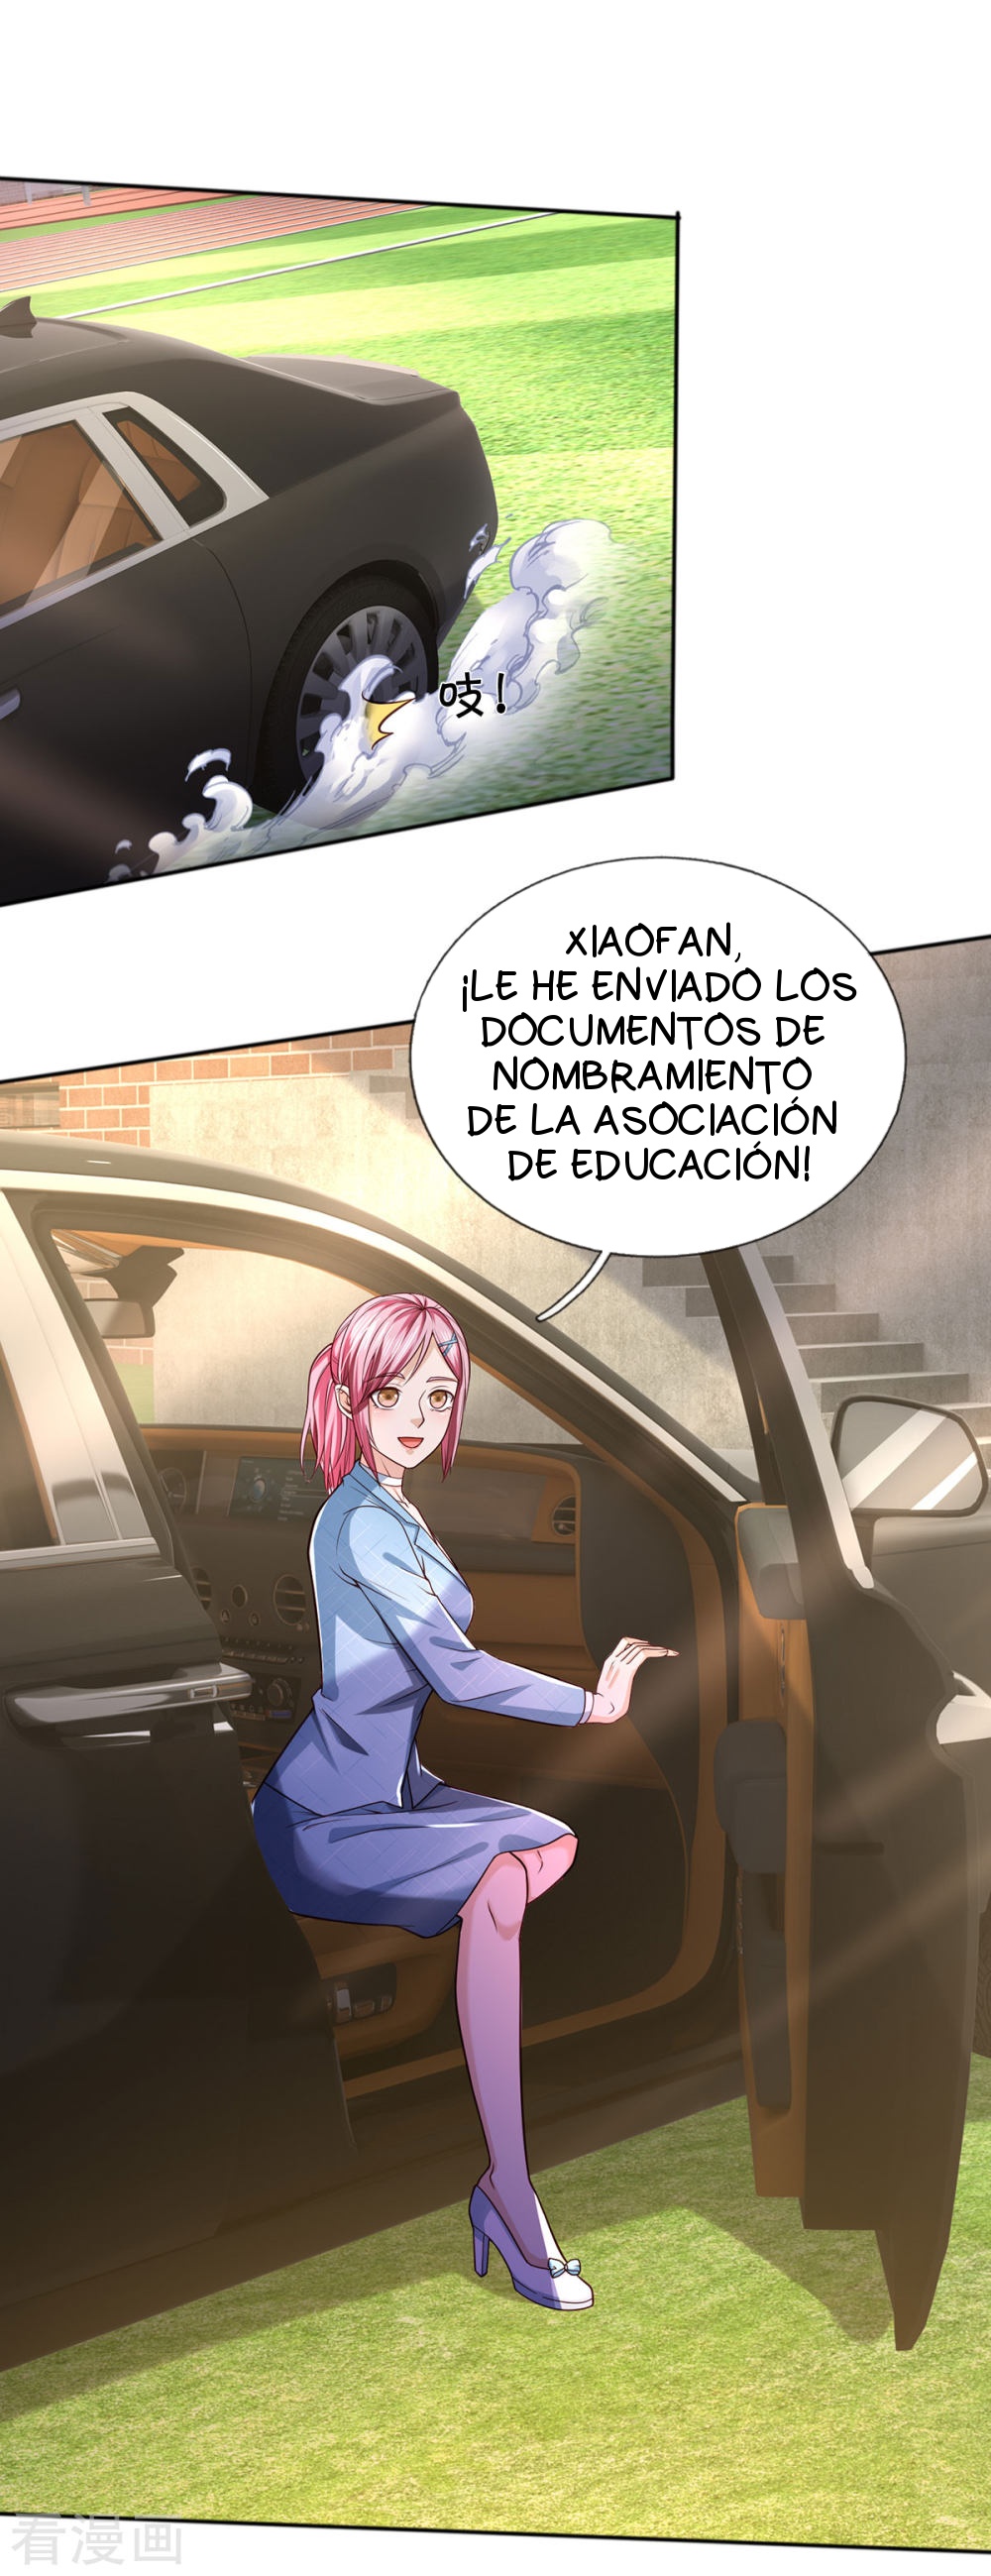 吱!
XIAOFAN,
¡LE HE ENVIADO LOS
DOCUMENTOS DE
NOMBRAMIENTO
DE LA ASOCIACIÓN
DE EDUCACIÓN!
看漫画